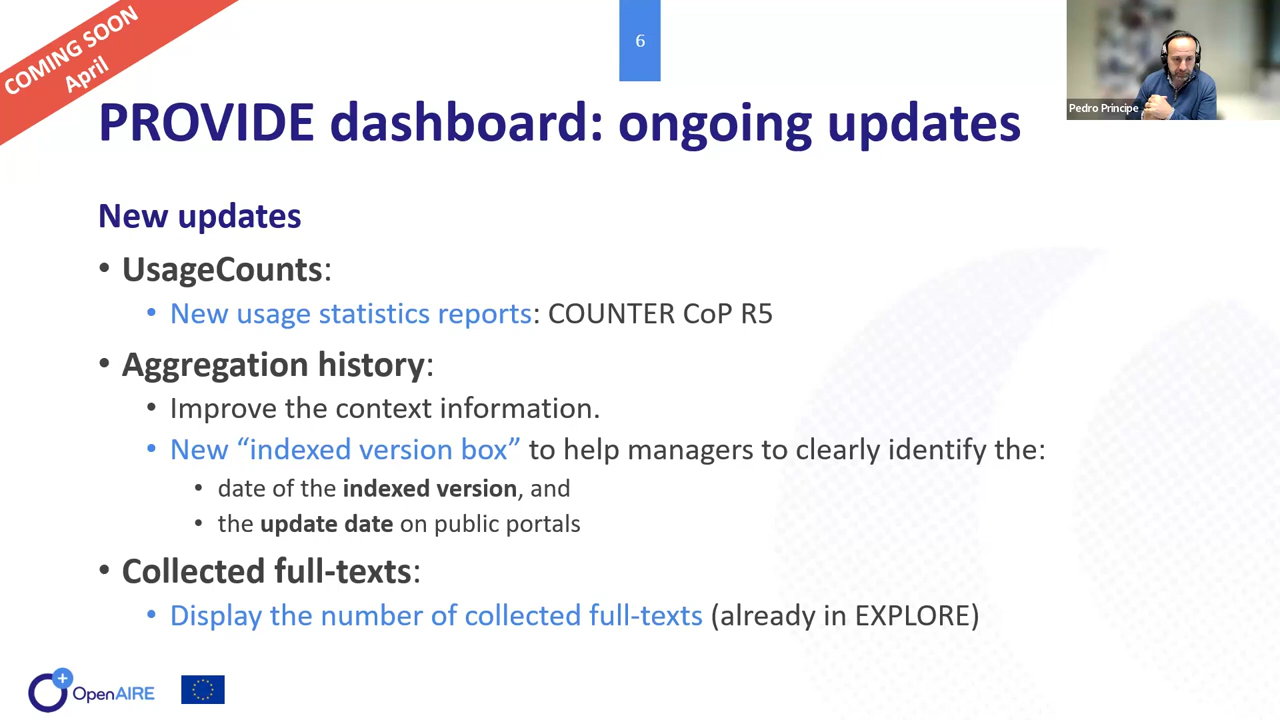 COMING SOON
April
6
Pedro Principe
PROVIDE dashboard: ongoing updates
New updates
• UsageCounts:
• New usage statistics reports: COUNTER CoP R5
• Aggregation history:
• Improve the context information.
• New “indexed version box” to help managers to clearly identify the:
• date of the indexed version, and
• the update date on public portals
• Collected full-texts:
• Display the number of collected full-texts (already in EXPLORE)
OpenAIRE